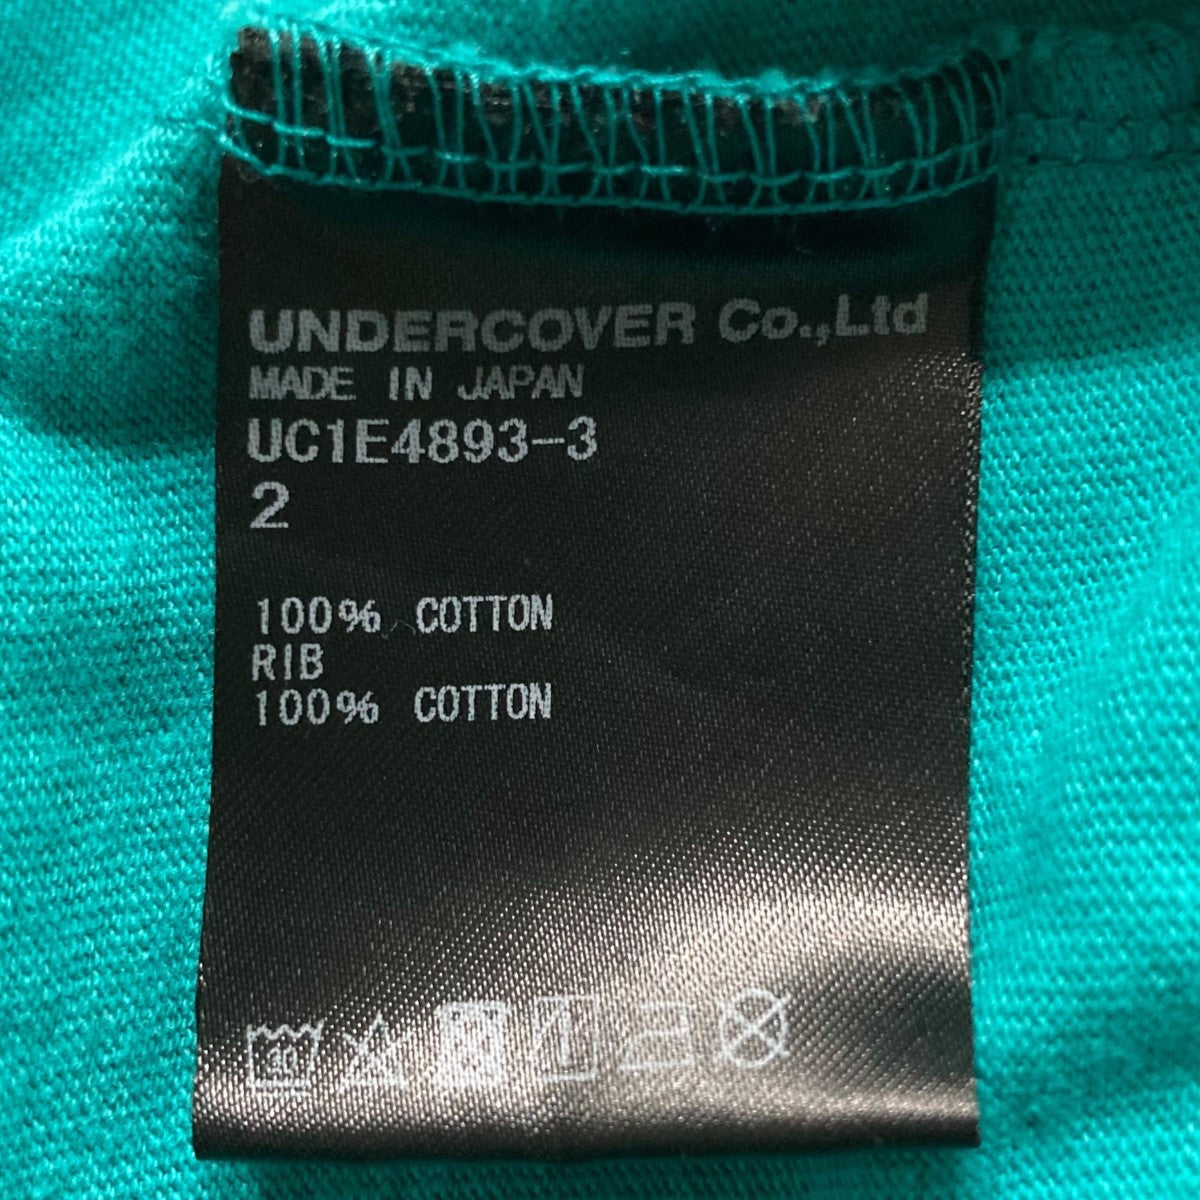 UNDERCOVER Co.,Ltd
MADE IN JAPAN
UC1E4893-3
2
100% COTTON
RIB
100% COTTON